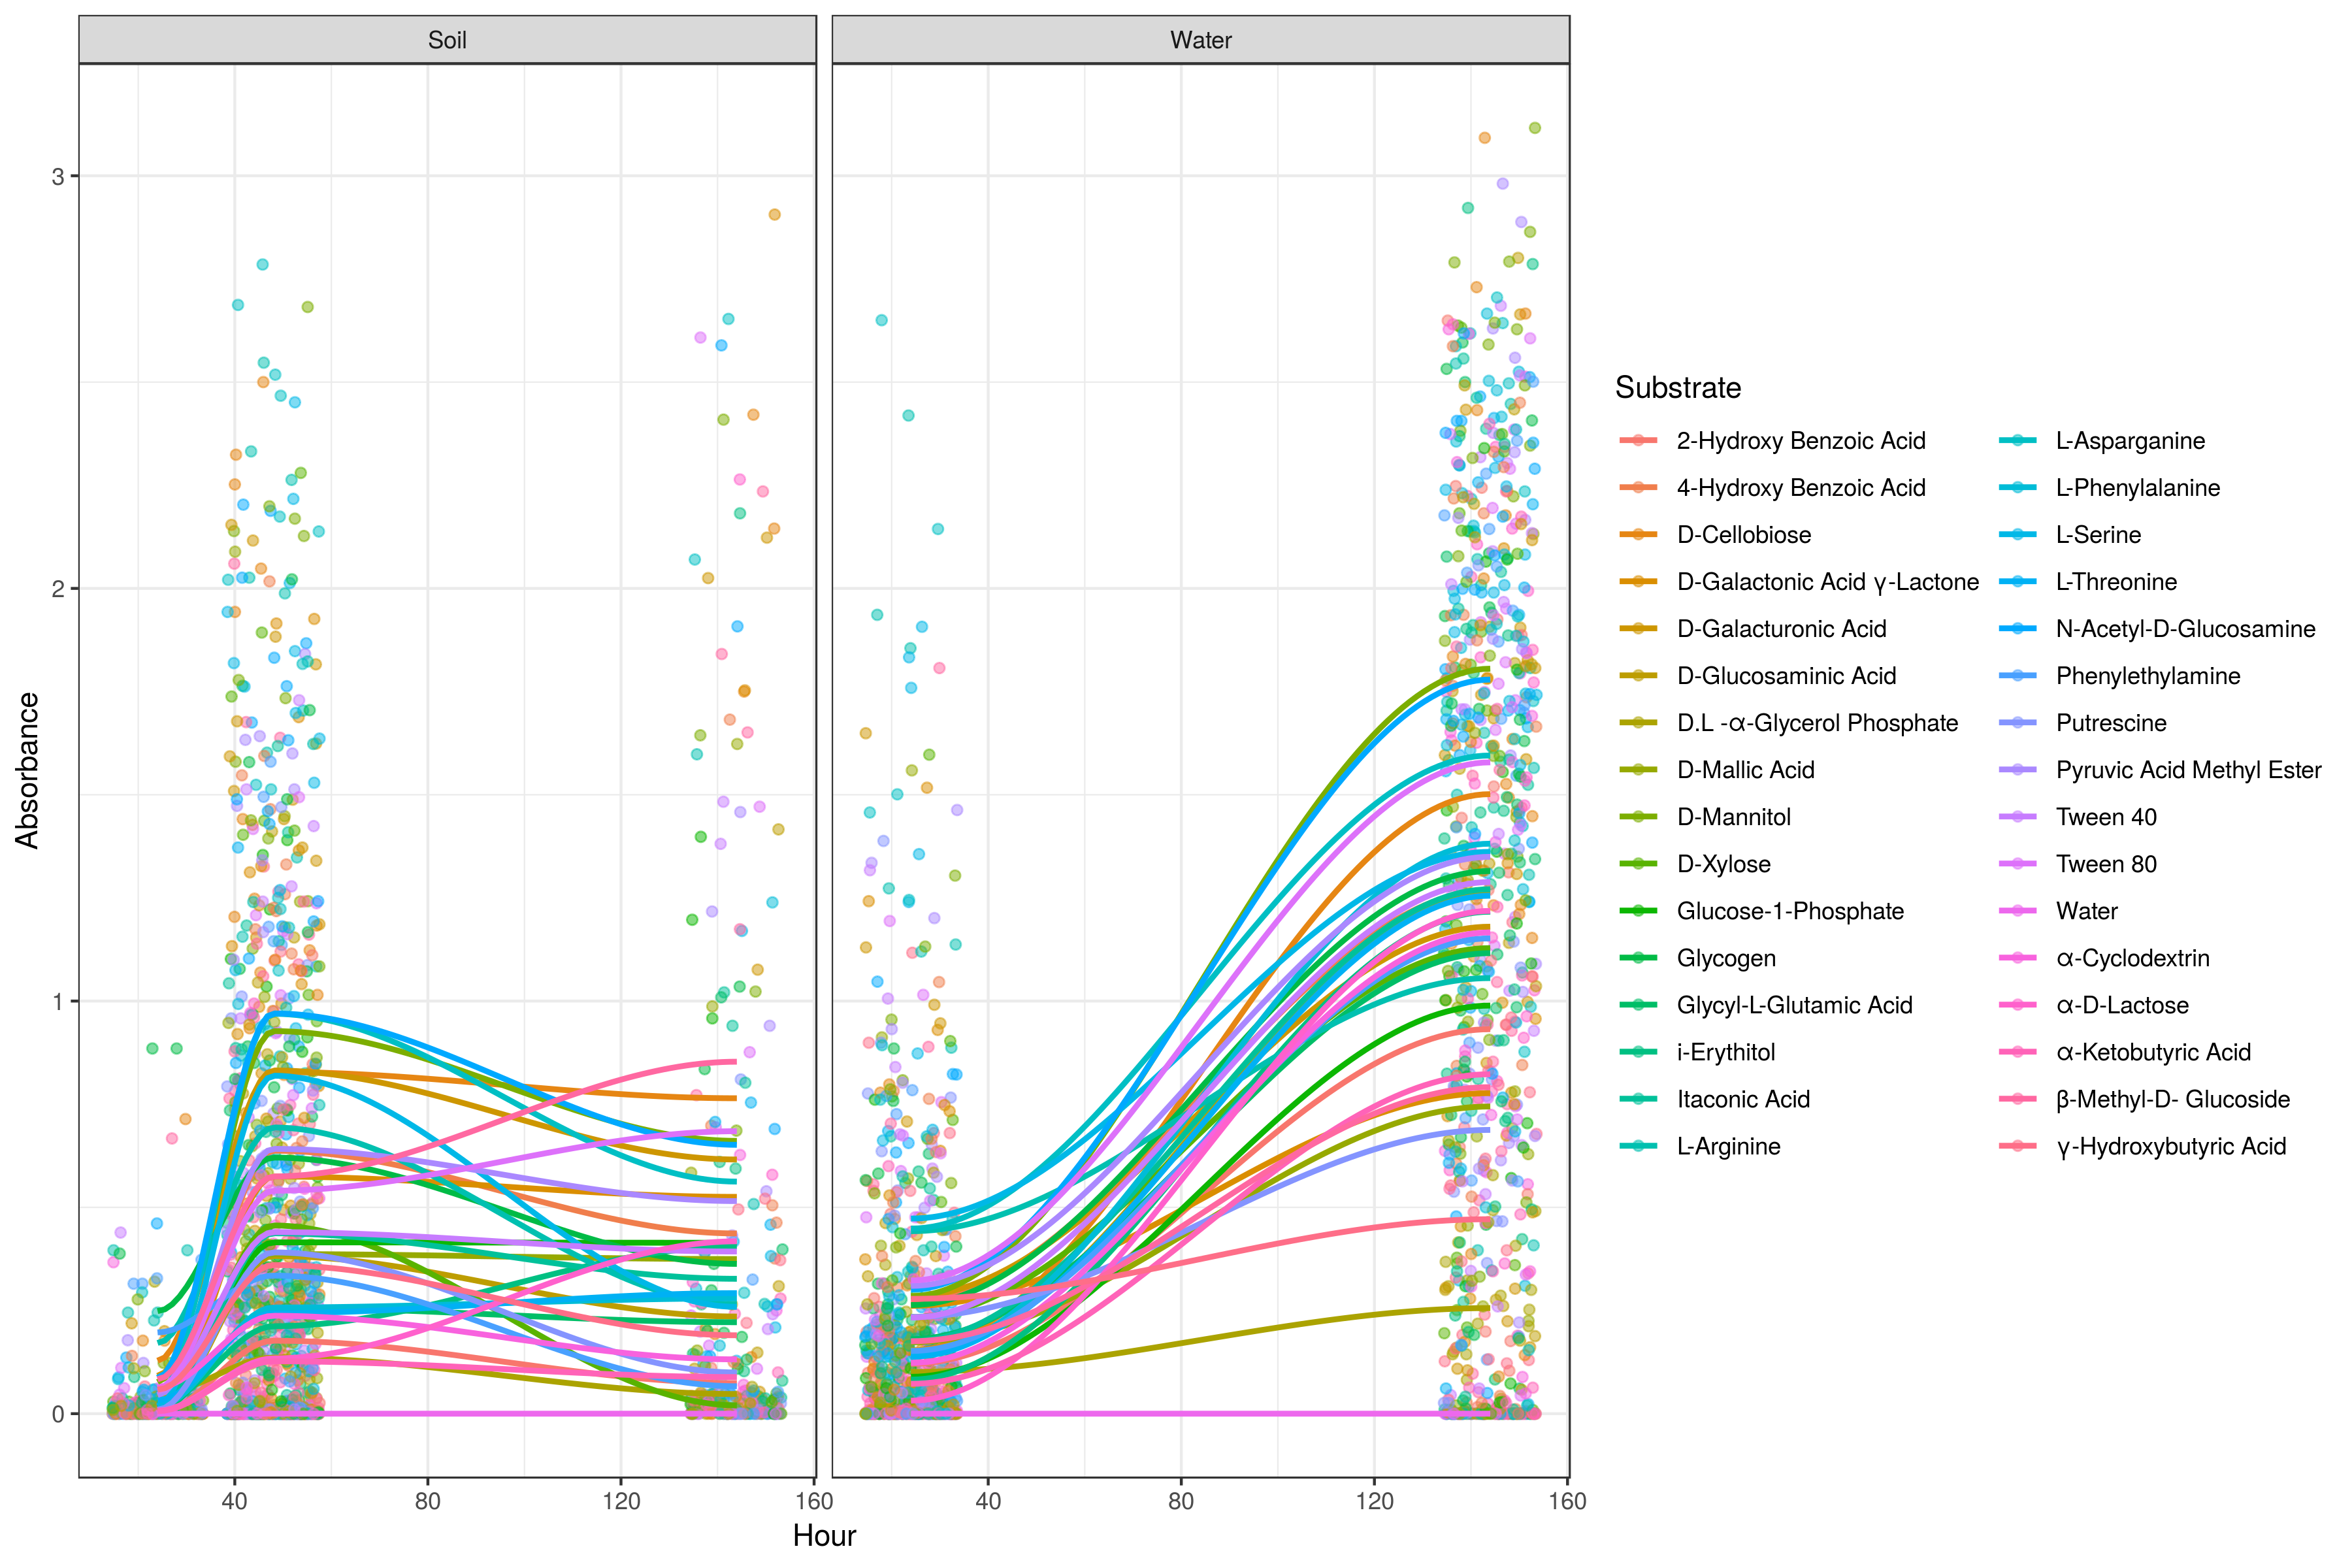 Soil
Water
Absorbance
3
2
1
0
40
80
120
160
40
80
120
160
Hour
Substrate
2-Hydroxy Benzoic Acid
4-Hydroxy Benzoic Acid
D-Cellobiose
D-Galactonic Acid γ-Lactone
D-Galacturonic Acid
D-Glucosaminic Acid
D.L -α-Glycerol Phosphate
D-Mallic Acid
D-Mannitol
D-Xylose
Glucose-1-Phosphate
Glycogen
Glycyl-L-Glutamic Acid
i-Erythitol
Itaconic Acid
L-Arginine
L-Asparganine
L-Phenylalanine
L-Serine
L-Threonine
N-Acetyl-D-Glucosamine
Phenylethylamine
Putrescine
Pyruvic Acid Methyl Ester
Tween 40
Tween 80
Water
α-Cyclodextrin
α-D-Lactose
α-Ketobutyric Acid
β-Methyl-D- Glucoside
γ-Hydroxybutyric Acid